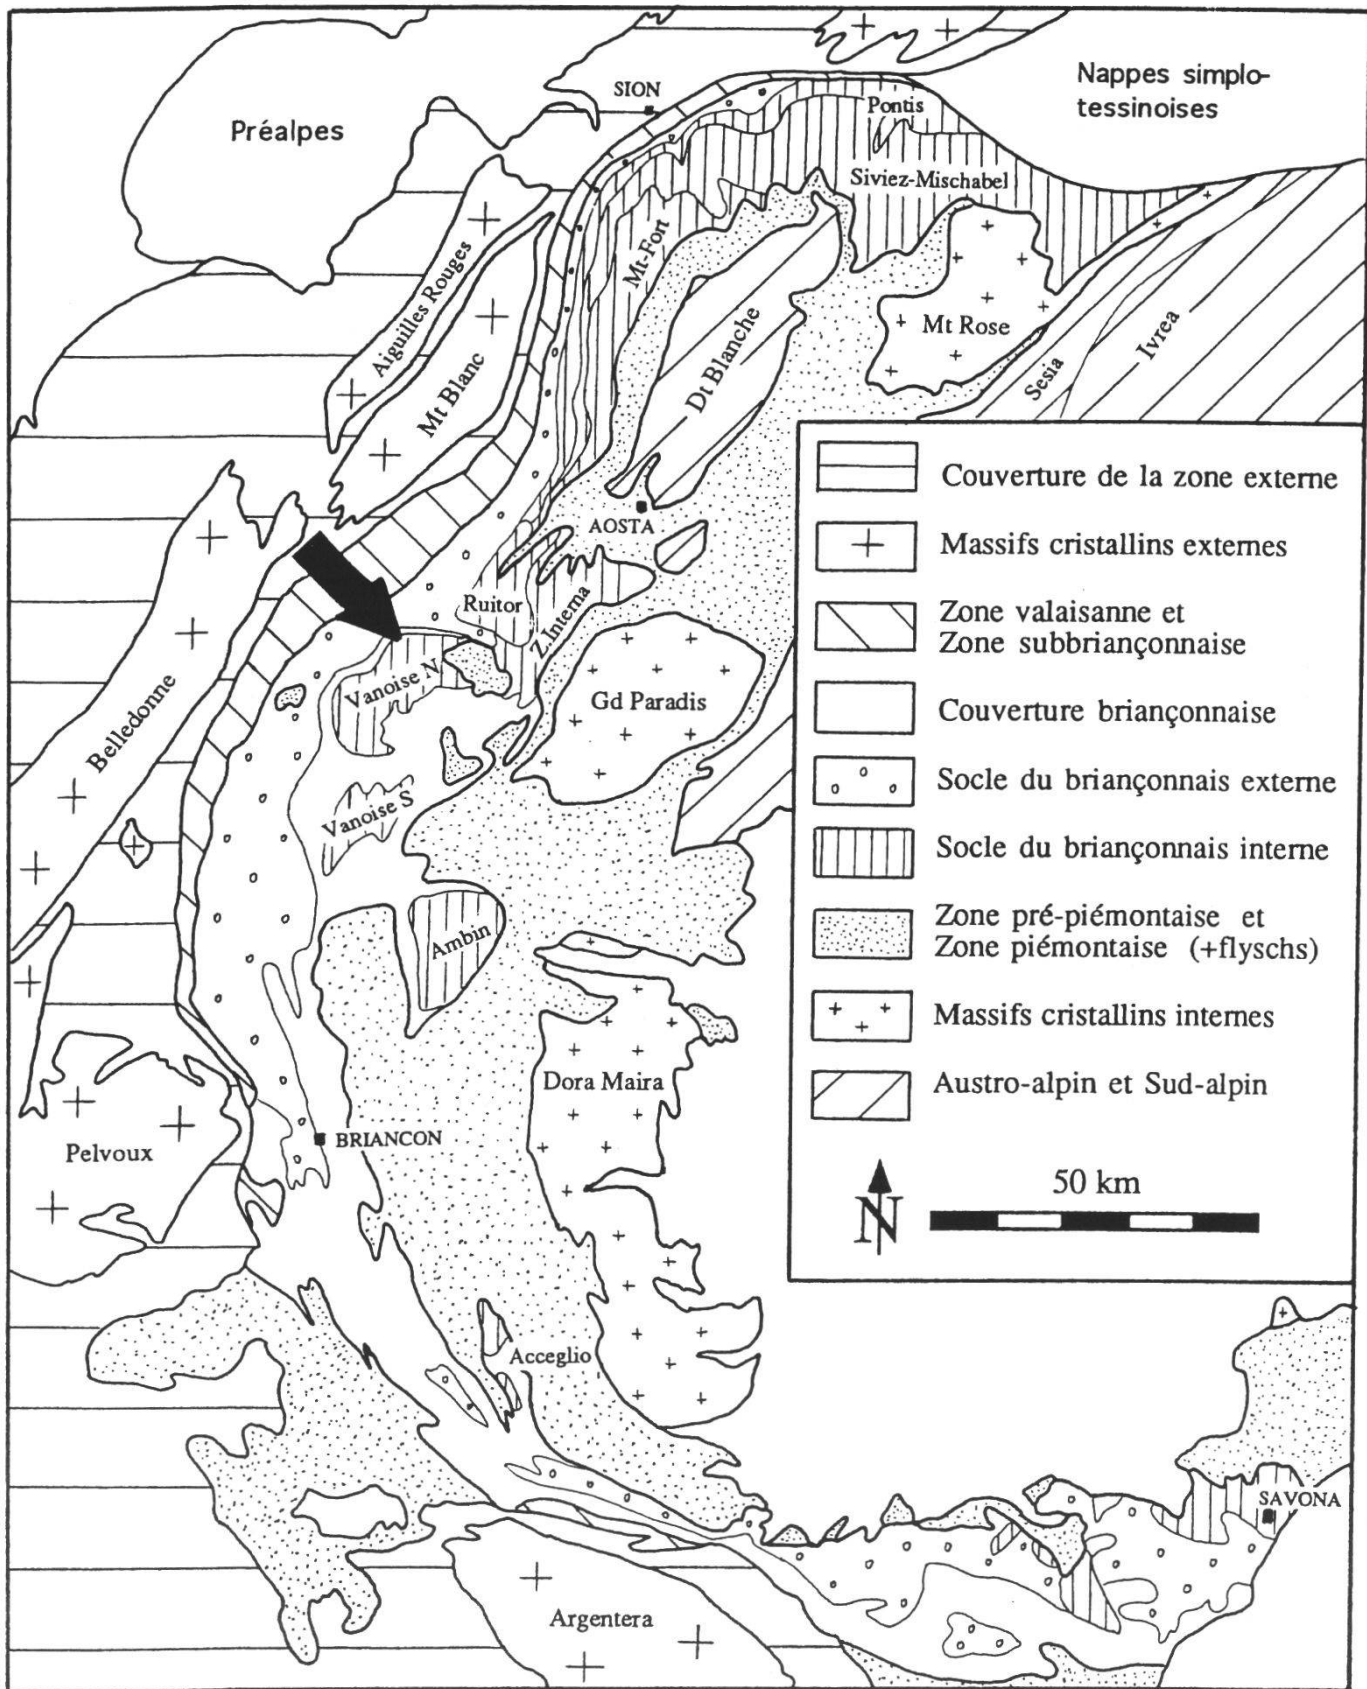 SION
Nappes simplo-
tessinoises
Préalpes
Pontis
Siviez-Mischabel
Mt-Fort
Aiguilles Rouges
Mt Blanc
Dt Blanche
Mt Rose
Sesia
Ivrea
AOSTA
Ruitor
Z. Interna
Vanoise N
Gd Paradis
Belledonne
Vanoise S
Ambin
Dora Maira
BRIANCON
Pelvoux
Acceglio
Argentera
SAVONA
Couverture de la zone externe
Massifs cristallins externes
Zone valaisanne et
Zone subbriançonnaise
Couverture briançonnaise
Socle du briançonnais externe
Socle du briançonnais interne
Zone pré-piémontaise et
Zone piémontaise (+flyschs)
Massifs cristallins internes
Austro-alpin et Sud-alpin
N
50 km